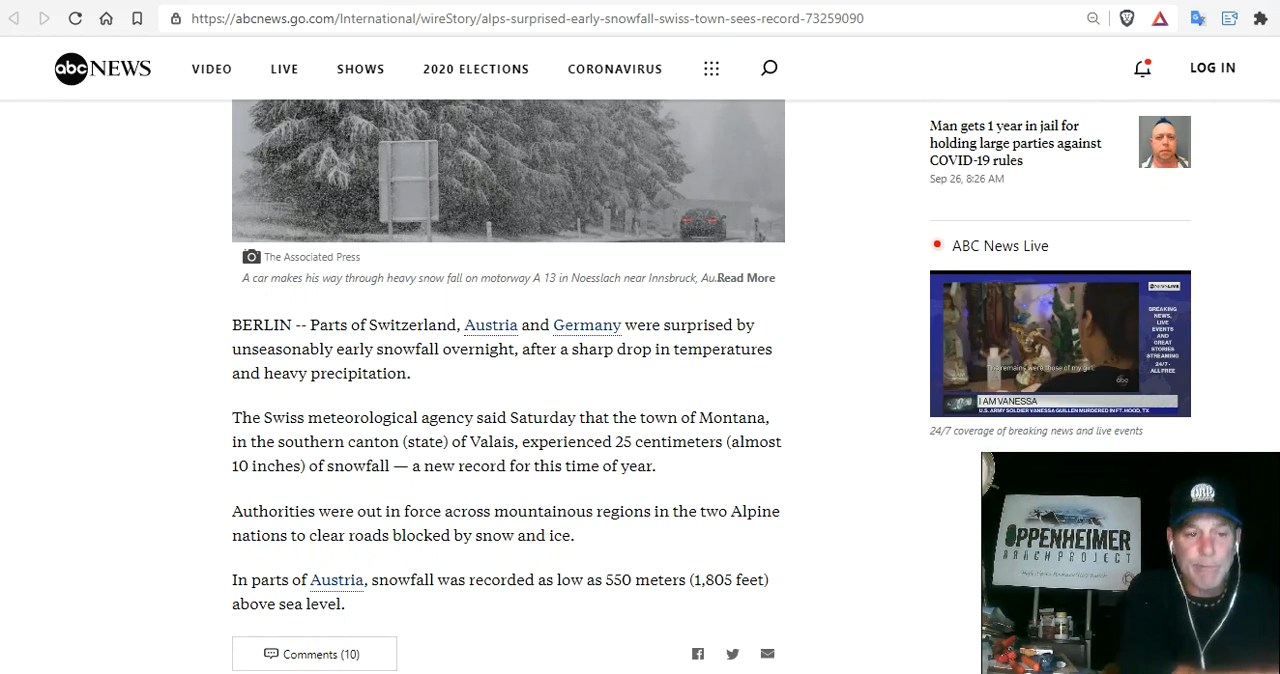 https://abcnews.go.com/International/wireStory/alps-surprised-early-snowfall-swiss-town-sees-record-73259090
abc NEWS VIDEO LIVE SHOWS 2020 ELECTIONS CORONAVIRUS LOG IN
Man gets 1 year in jail for
holding large parties against
COVID-19 rules
Sep 26, 8:26 AM
The Associated Press
A car makes his way through heavy snow fall on motorway A 13 in Noesslach near Innsbruck, Au...Read More
BERLIN -- Parts of Switzerland, Austria and Germany were surprised by
unseasonably early snowfall overnight, after a sharp drop in temperatures
and heavy precipitation.
The Swiss meteorological agency said Saturday that the town of Montana,
in the southern canton (state) of Valais, experienced 25 centimeters (almost
10 inches) of snowfall — a new record for this time of year.
Authorities were out in force across mountainous regions in the two Alpine
nations to clear roads blocked by snow and ice.
In parts of Austria, snowfall was recorded as low as 550 meters (1,805 feet)
above sea level.
Comments (10)
ABC News Live
BREAKING
NEWS,
LIVE
EVENTS
AND
GREAT
STORIES
STREAMING
24/7 -
ALL FREE
remains were those of my girl.
abc
I AM VANESSA
U.S. ARMY SOLDIER VANESSA GUILLEN MURDERED IN FT. HOOD, TX
24/7 coverage of breaking news and live events
OPPENHEIMER
RANCH PROJECT